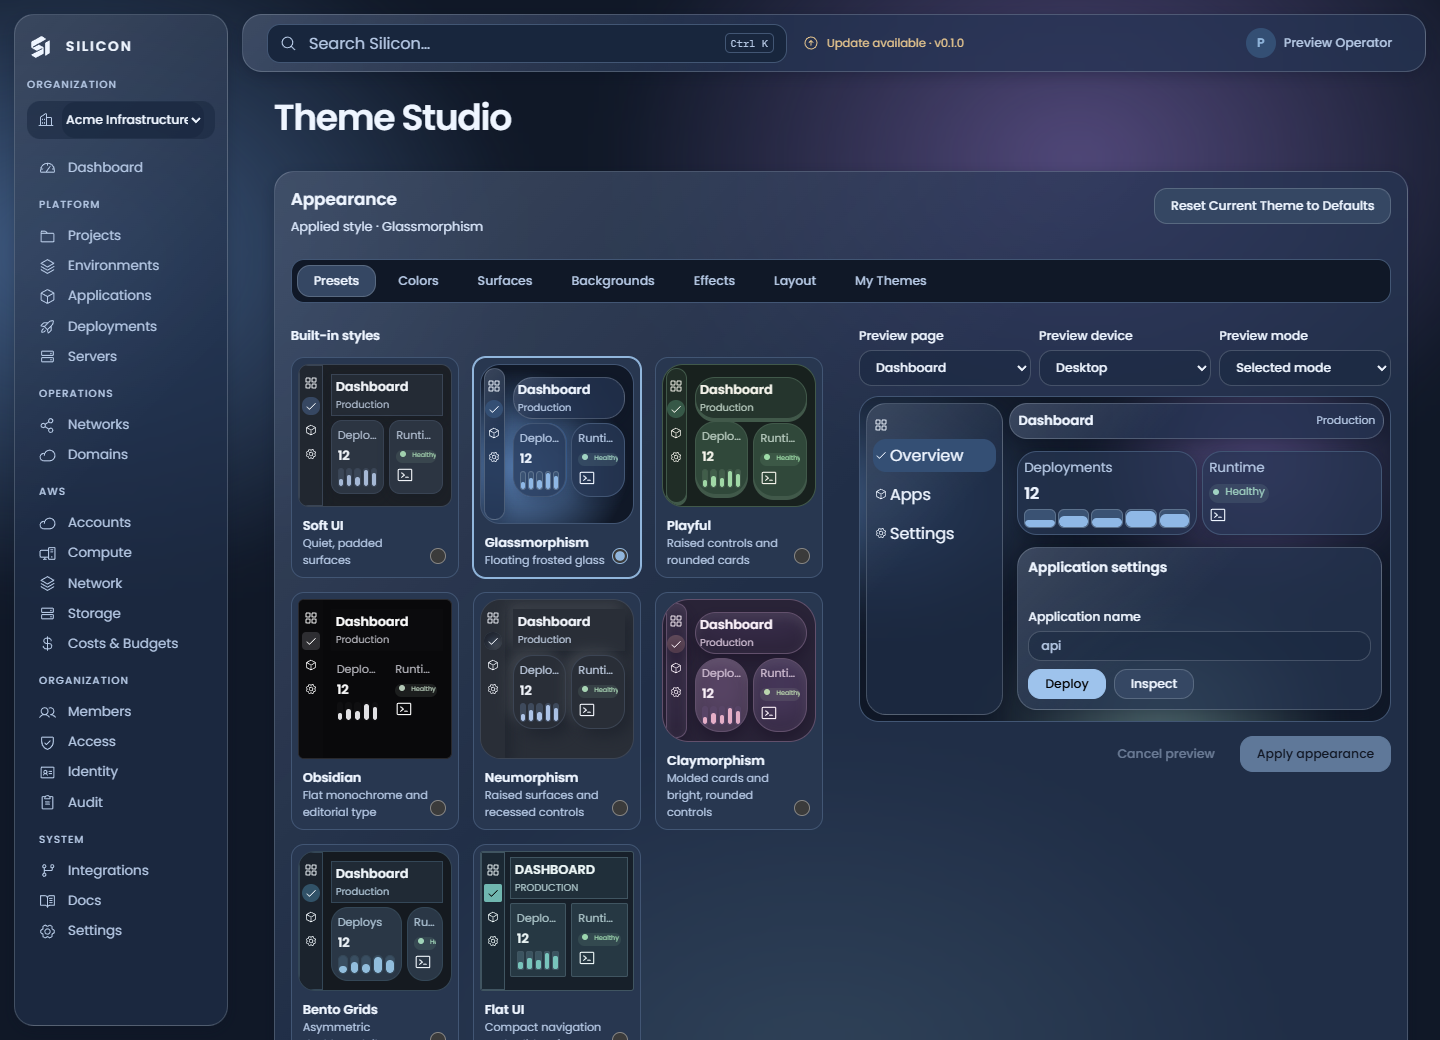 SILICON
ORGANIZATION
Acme Infrastructure
Dashboard
PLATFORM
Projects
Environments
Applications
Deployments
Servers
OPERATIONS
Networks
Domains
AWS
Accounts
Compute
Network
Storage
Costs & Budgets
ORGANIZATION
Members
Access
Identity
Audit
SYSTEM
Integrations
Docs
Settings
Search Silicon...
Ctrl K
Update available · v0.1.0
P
Preview Operator
Theme Studio
Appearance
Applied style · Glassmorphism
Reset Current Theme to Defaults
Presets
Colors
Surfaces
Backgrounds
Effects
Layout
My Themes
Built-in styles
Dashboard
Production
Deplo...
12
Runti...
Healthy
Soft UI
Quiet, padded
surfaces
Dashboard
Production
Deplo...
12
Runti...
Healthy
Glassmorphism
Floating frosted glass
Dashboard
Production
Deplo...
12
Runti...
Healthy
Playful
Raised controls and
rounded cards
Dashboard
Production
Deplo...
12
Runti...
Healthy
Obsidian
Flat monochrome and
editorial type
Dashboard
Production
Deplo...
12
Runti...
Healthy
Neumorphism
Raised surfaces and
recessed controls
Dashboard
Production
Deplo...
12
Runti...
Healthy
Claymorphism
Molded cards and
bright, rounded
controls
Dashboard
Production
Deploys
12
Ru...
Bento Grids
Asymmetric
DASHBOARD
PRODUCTION
Deplo...
12
Runti...
Healthy
Flat UI
Compact navigation
Preview page
Dashboard
Preview device
Desktop
Preview mode
Selected mode
Overview
Apps
Settings
Dashboard
Production
Deployments
12
Runtime
Healthy
Application settings
Application name
api
Deploy
Inspect
Cancel preview
Apply appearance